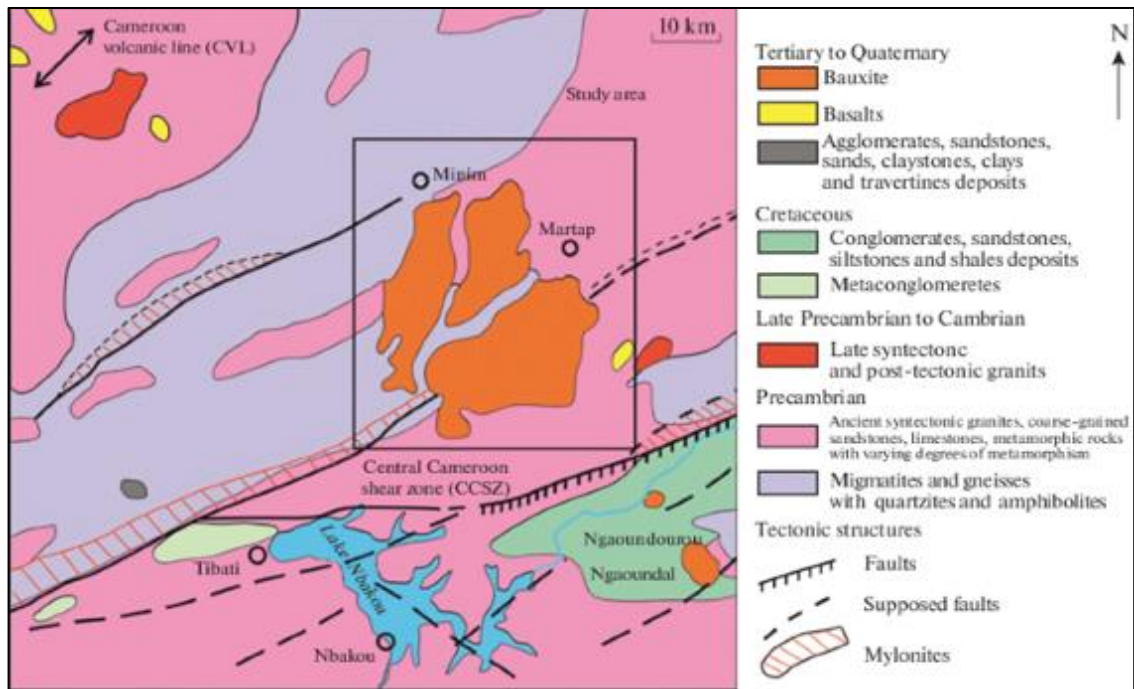 Cameroon
volcanic line (CVL)
10 km
Study area
Minim
Martap
Central Cameroon
shear zone (CCSZ)
Tibati
Lake Nbakou
Nbakou
Ngaoundourou
Ngaoundal
N
Tertiary to Quaternary
Bauxite
Basalts
Agglomerates, sandstones,
sands, claystones, clays
and travertines deposits
Cretaceous
Conglomerates, sandstones,
siltstones and shales deposits
Metaconglomeretes
Late Precambrian to Cambrian
Late syntectonc
and post-tectonic granits
Precambrian
Ancient syntectonic granites, coarse-grained
sandstones, limestones, metamorphic rocks
with varying degrees of metamorphism
Migmatites and gneisses
with quartzites and amphibolites
Tectonic structures
Faults
Supposed faults
Mylonites